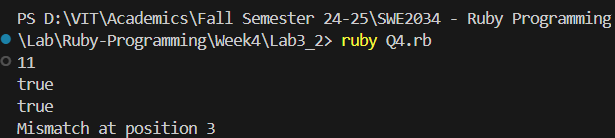 PS D:\VIT\Academics\Fall Semester 24-25\SWE2034 - Ruby Programming
\Lab\Ruby-Programming\Week4\Lab3_2> ruby Q4.rb
11
true
true
Mismatch at position 3